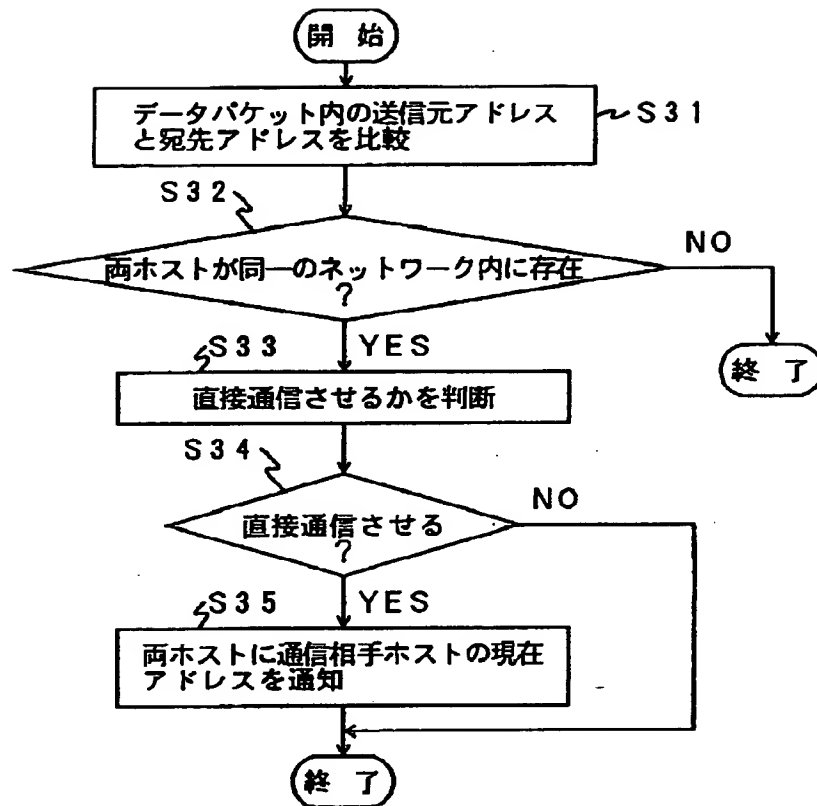 開 始
データパケット内の送信元アドレス
と宛先アドレスを比較
S31
S32
両ホストが同一のネットワーク内に存在
?
NO
終 了
S33
YES
直接通信させるかを判断
S34
直接通信させる
?
NO
S35
YES
両ホストに通信相手ホストの現在
アドレスを通知
終 了